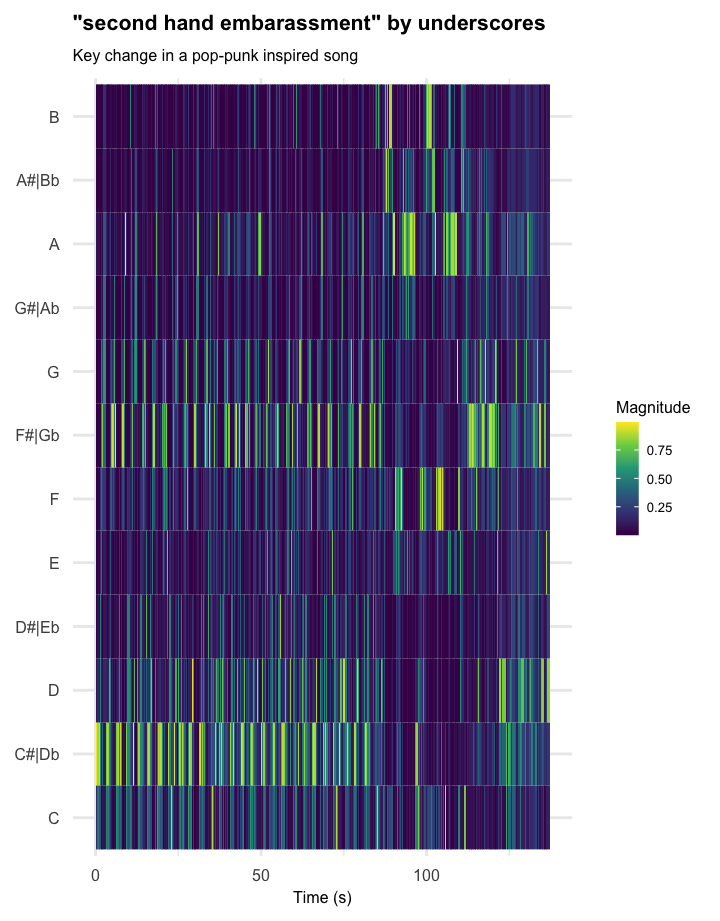 "second hand embarassment" by underscores
Key change in a pop-punk inspired song
B
A#|Bb
A
G#|Ab
G
F#|Gb
F
E
D#|Eb
D
C#|Db
C
0
50
100
Time (s)
Magnitude
0.75
0.50
0.25